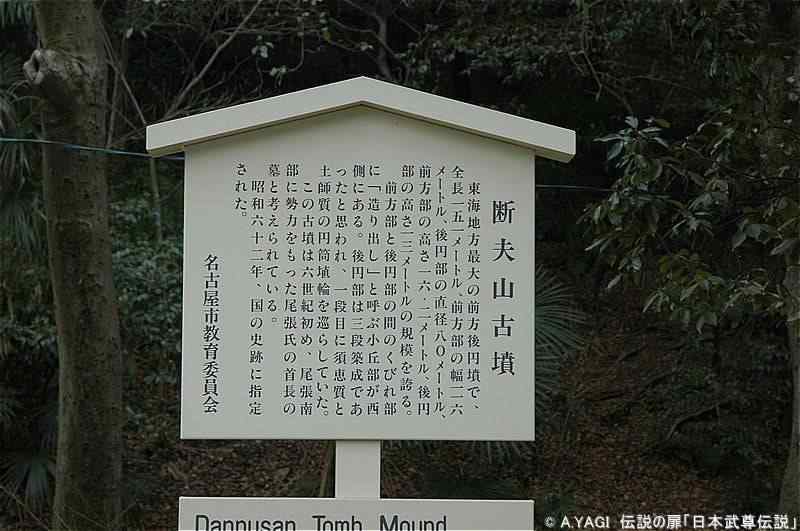 断夫山古墳
東海地方最大の前方後円墳で、
全長一五一メートル、前方部の幅一一六
メートル、後円部の直径八〇メートル、
前方部の高さ一六・二一メートル、後円
部の高さ一三メートルの規模を誇る。
前方部と後円部の間のくびれ部
に「造り出し」と呼ぶ小丘部が西
側にある。後円部は三段築成であ
ったと思われ、一段目に須恵質と
土師質の円筒埴輪を巡らしていた。
この古墳は六世紀初め、尾張南
部に勢力をもった尾張氏の首長の
墓と考えられている。
昭和六十二年、国の史跡に指定
された。
名古屋市教育委員会
Danpusan Tomb Mound
© A.YAGI 伝説の扉「日本武尊伝説」